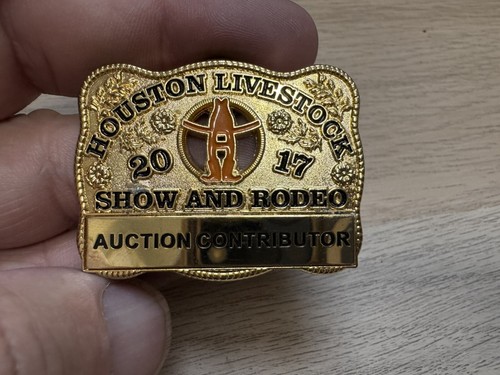 HOUSTON LIVESTOCK
20 17
SHOW AND RODEO
AUCTION CONTRIBUTOR